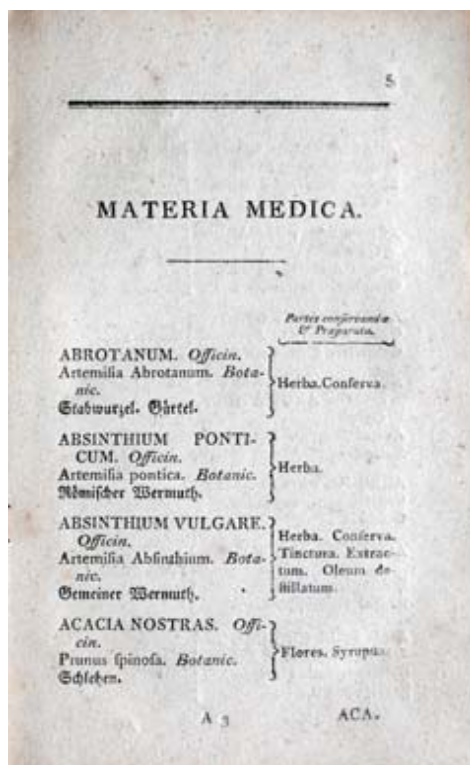 5
MATERIA MEDICA.
Partes conservandæ
& Præparata.
ABROTANUM. Officin.
Artemiſia Abrotanum. Bota-
nic.
Stabwurzel. Gärtel.
Herba. Conſerva.
ABSINTHIUM PONTI-
CUM. Officin.
Artemiſia pontica. Botanic.
Römiſcher Wermuth.
Herba.
ABSINTHIUM VULGARE.
Officin.
Artemiſia Abſinthium. Bota-
nic.
Gemeiner Wermuth.
Herba. Conſerva.
Tinctura. Extrac-
tum. Oleum de-
ſtillatum.
ACACIA NOSTRAS. Offi-
cin.
Prunus ſpinoſa. Botanic.
Schlehen.
Flores. Syrupus.
A 3
ACA.